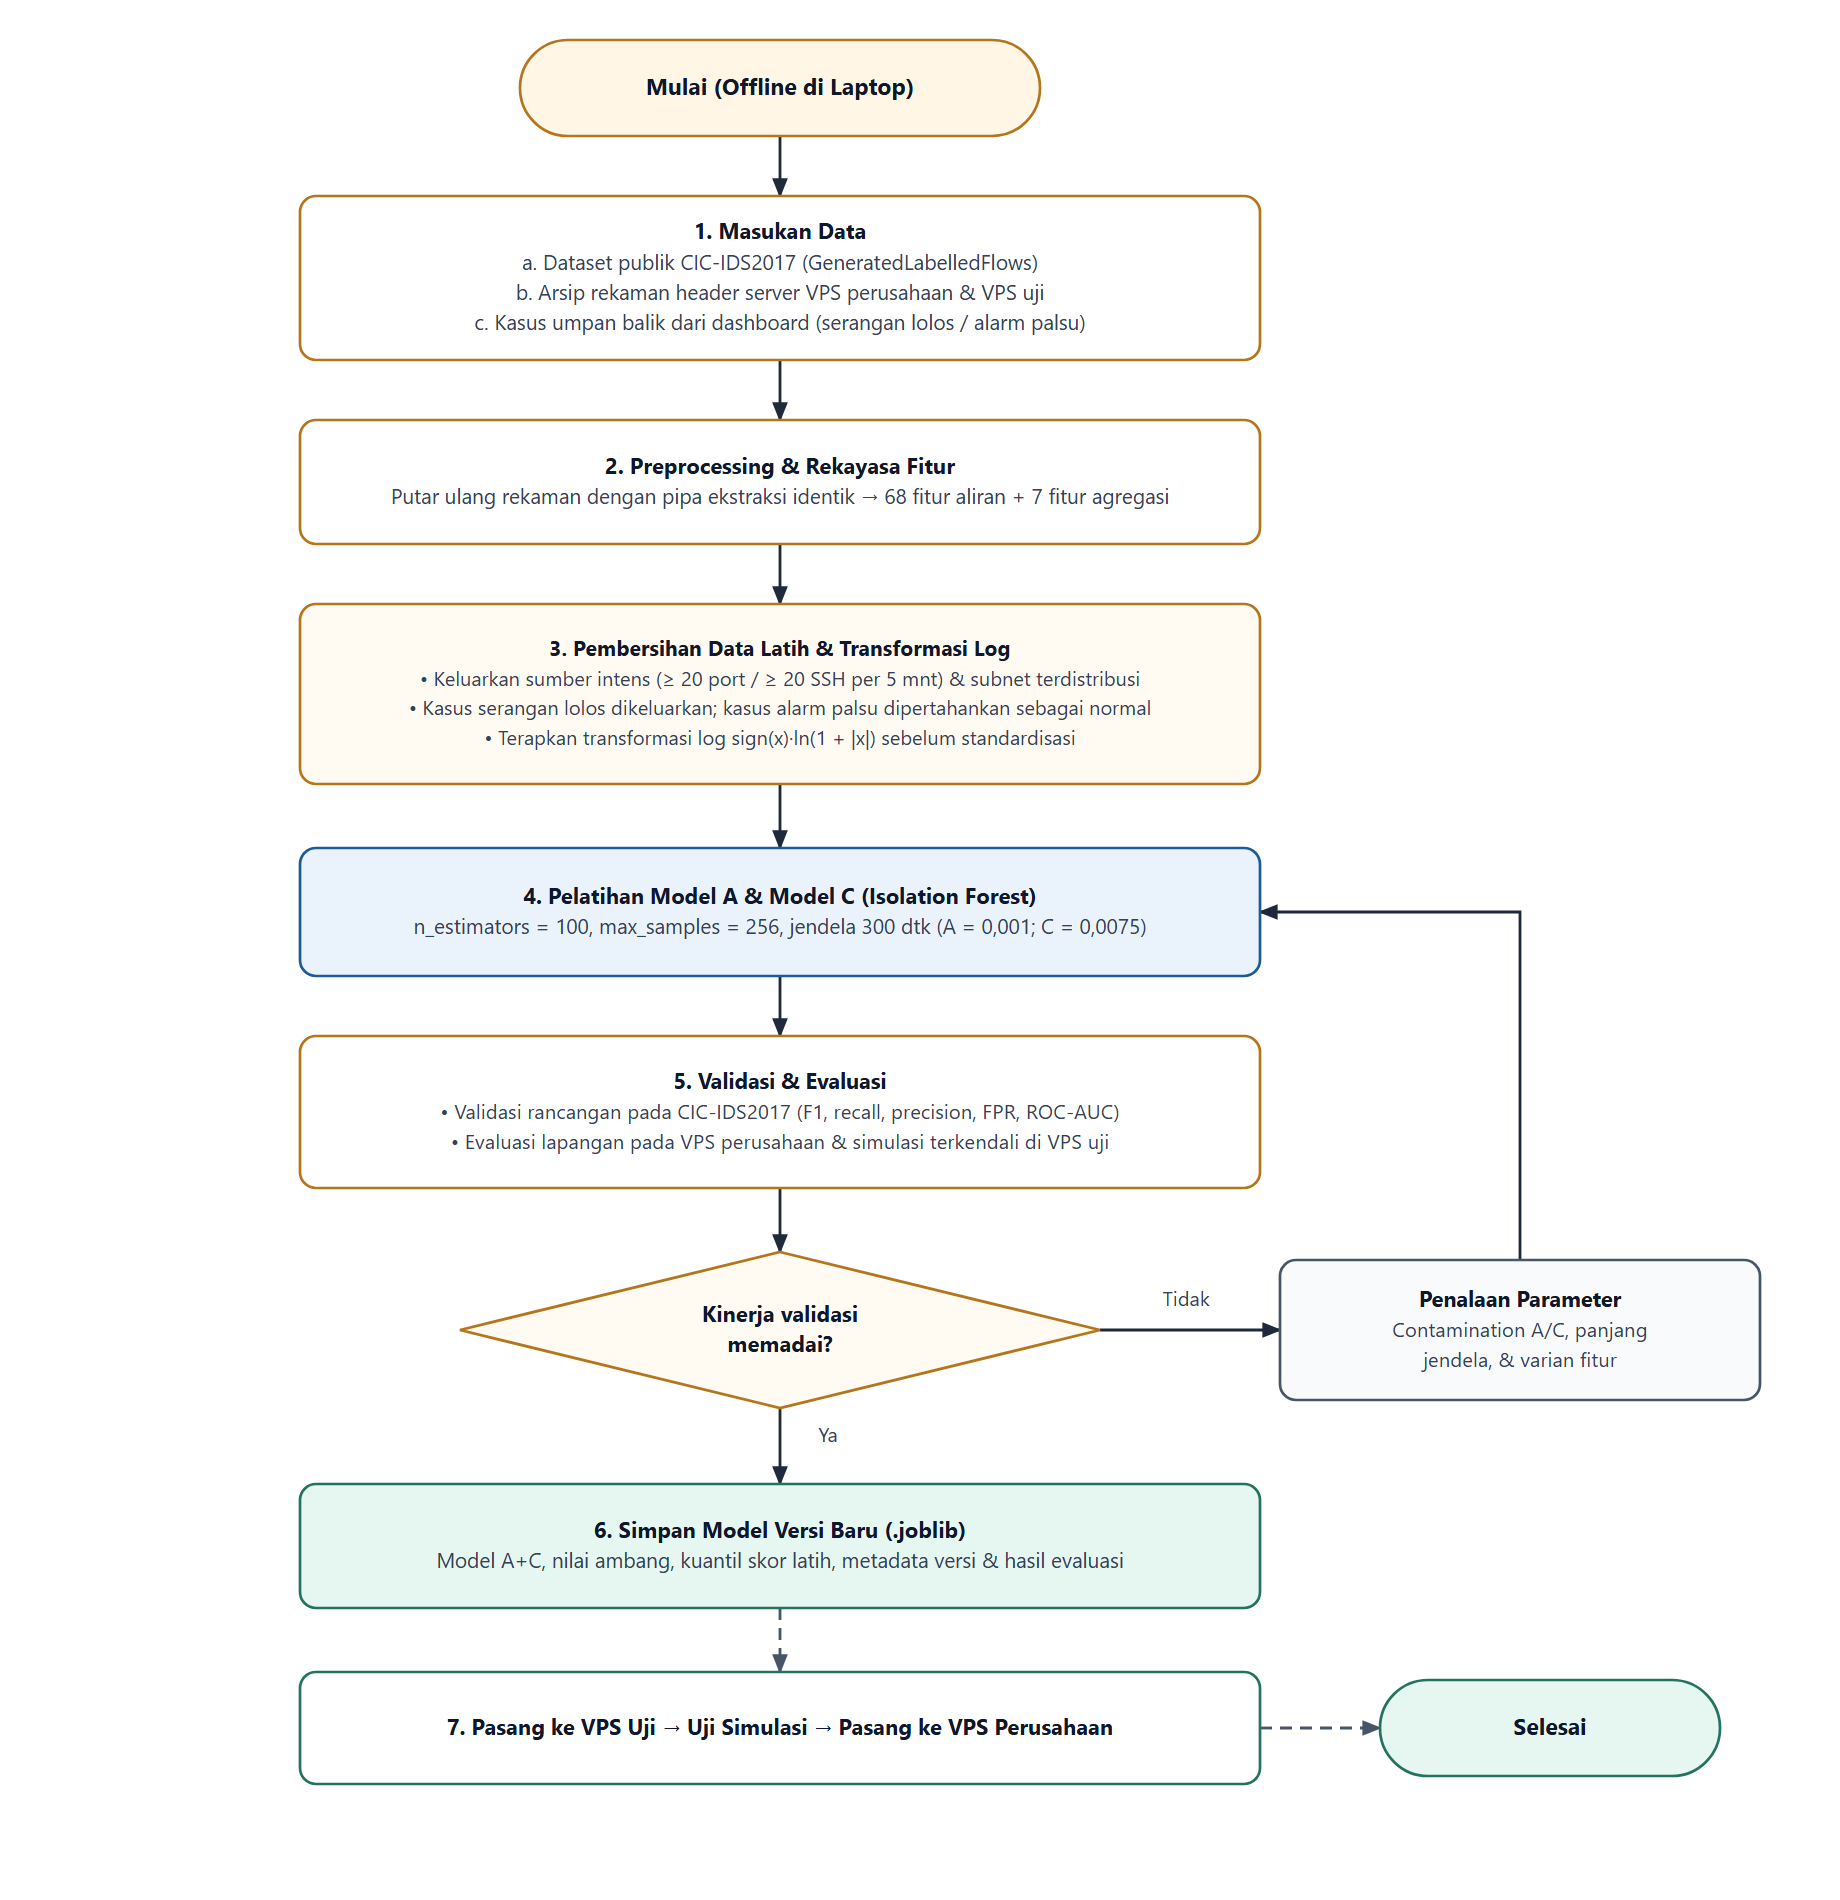 Mulai (Offline di Laptop)
1. Masukan Data
a. Dataset publik CIC-IDS2017 (GeneratedLabelledFlows)
b. Arsip rekaman header server VPS perusahaan & VPS uji
c. Kasus umpan balik dari dashboard (serangan lolos / alarm palsu)
2. Preprocessing & Rekayasa Fitur
Putar ulang rekaman dengan pipa ekstraksi identik → 68 fitur aliran + 7 fitur agregasi
3. Pembersihan Data Latih & Transformasi Log
• Keluarkan sumber intens (≥ 20 port / ≥ 20 SSH per 5 mnt) & subnet terdistribusi
• Kasus serangan lolos dikeluarkan; kasus alarm palsu dipertahankan sebagai normal
• Terapkan transformasi log sign(x)·ln(1 + |x|) sebelum standardisasi
4. Pelatihan Model A & Model C (Isolation Forest)
n_estimators = 100, max_samples = 256, jendela 300 dtk (A = 0,001; C = 0,0075)
5. Validasi & Evaluasi
• Validasi rancangan pada CIC-IDS2017 (F1, recall, precision, FPR, ROC-AUC)
• Evaluasi lapangan pada VPS perusahaan & simulasi terkendali di VPS uji
Kinerja validasi
memadai?
Tidak
Penalaan Parameter
Contamination A/C, panjang
jendela, & varian fitur
Ya
6. Simpan Model Versi Baru (.joblib)
Model A+C, nilai ambang, kuantil skor latih, metadata versi & hasil evaluasi
7. Pasang ke VPS Uji → Uji Simulasi → Pasang ke VPS Perusahaan
Selesai